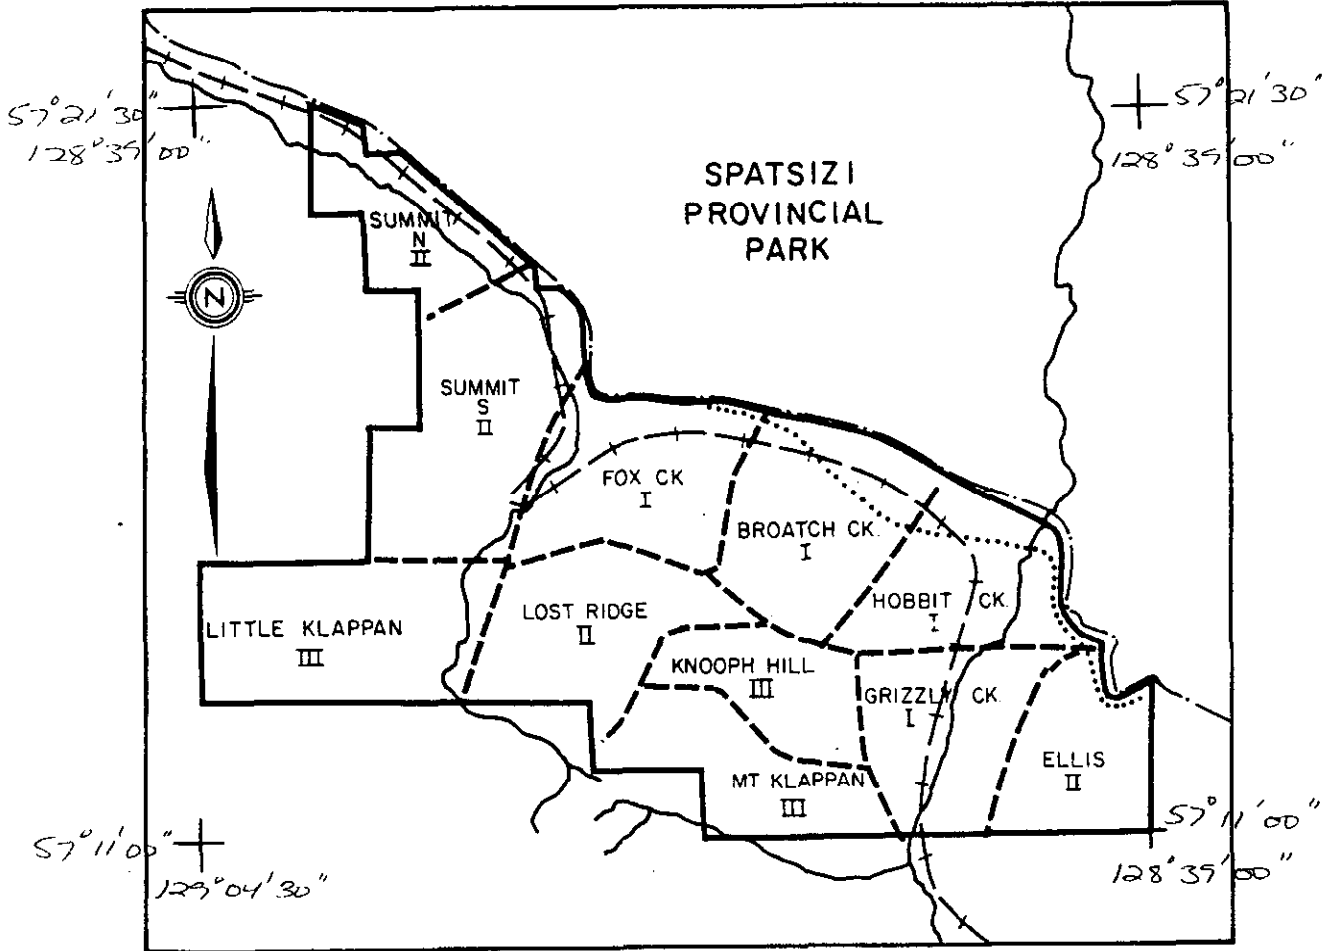 57°21'30"
128°39'00"
57°21'30"
128°39'00"
SPATSIZI
PROVINCIAL
PARK
SUMMIT
N
II
N
SUMMIT
S
II
FOX CK
I
BROATCH CK.
I
HOBBIT CK.
I
LITTLE KLAPPAN
III
LOST RIDGE
II
KNOOPH HILL
III
GRIZZLY CK.
I
MT KLAPPAN
III
ELLIS
II
57°11'00"
129°04'30"
57°11'00"
128°39'00"